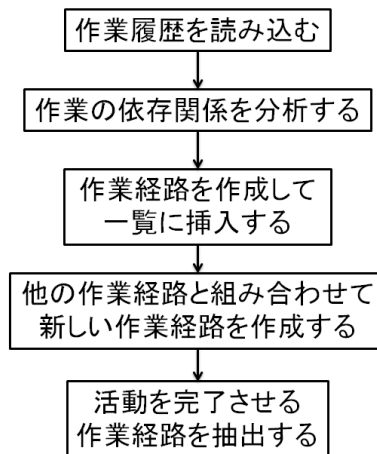 作業履歴を読み込む
作業の依存関係を分析する
作業経路を作成して
一覧に挿入する
他の作業経路と組み合わせて
新しい作業経路を作成する
活動を完了させる
作業経路を抽出する